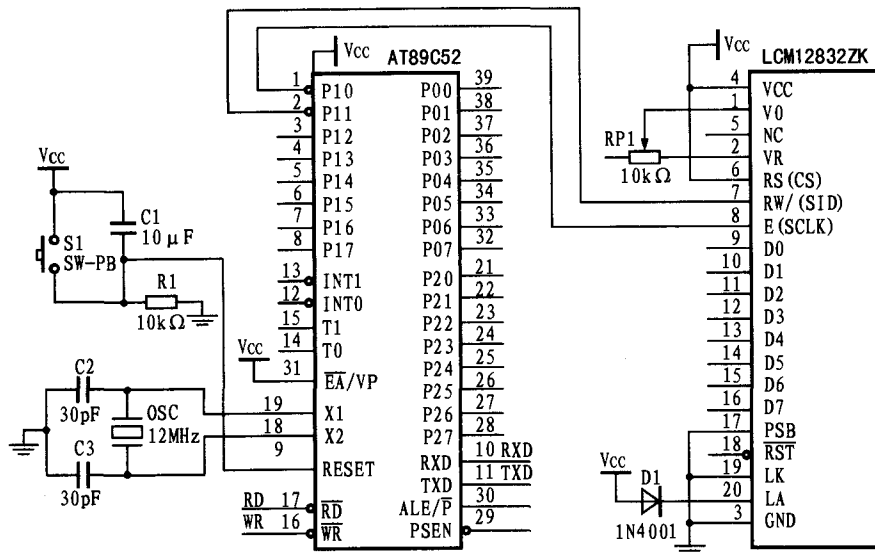 AT89C52
Vcc
1 P10 P00 39
2 P11 P01 38
3 P12 P02 37
4 P13 P03 36
5 P14 P04 35
6 P15 P05 34
7 P16 P06 33
8 P17 P07 32
13 INT1 P20 21
12 INT0 P21 22
15 T1 P22 23
14 T0 P23 24
31 EA/VP P24 25
P25 26
19 X1 P26 27
18 X2 P27 28
9 RESET RXD 10 RXD
TXD 11 TXD
RD 17 RD ALE/P 30
WR 16 WR PSEN 29
Vcc
Vcc
S1
SW-PB
C1
10μF
R1
10kΩ
C2
30pF
C3
30pF
OSC
12MHz
LCM12832ZK
Vcc
4 VCC
1 V0
5 NC
2 VR
6 RS(CS)
7 RW/(SID)
8 E(SCLK)
9 D0
10 D1
11 D2
12 D3
13 D4
14 D5
15 D6
16 D7
17 PSB
18 RST
19 LK
20 LA
3 GND
RP1
10kΩ
Vcc
D1
1N4001